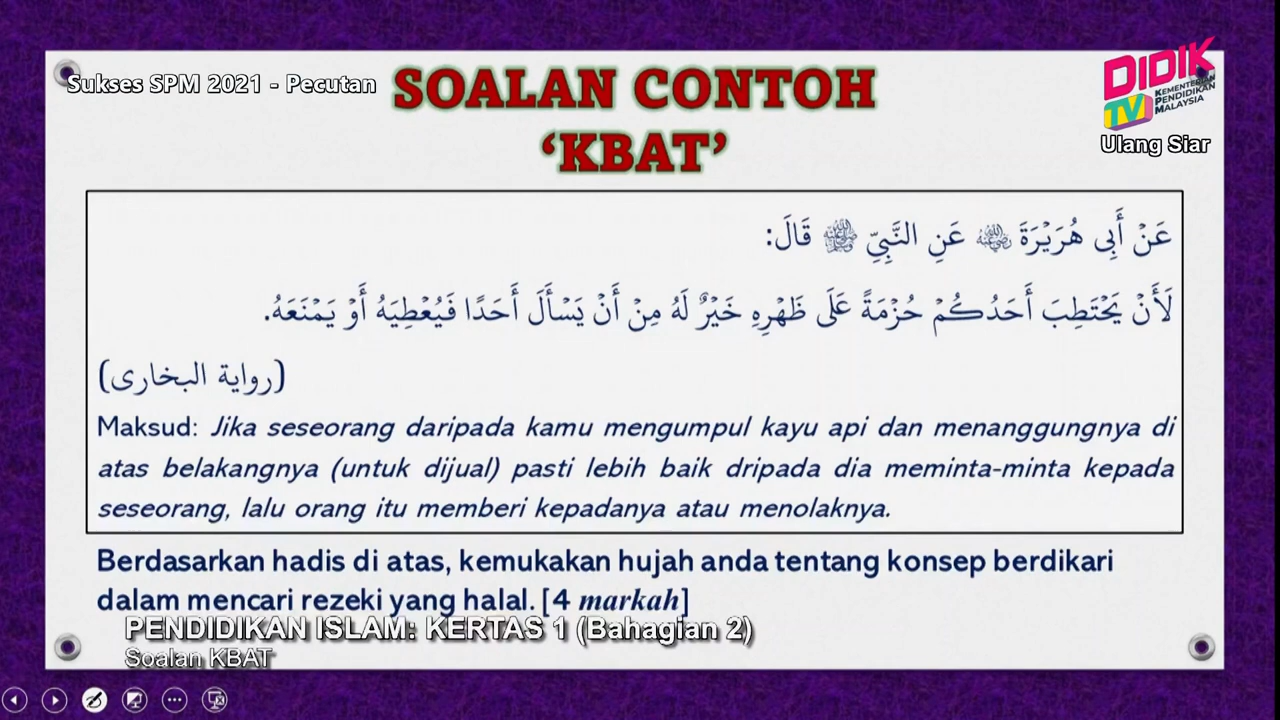 Sukses SPM 2021 - Pecutan
SOALAN CONTOH
‘KBAT’
DIDIK
TV
KEMENTERIAN
PENDIDIKAN
MALAYSIA
Ulang Siar
عَنْ أَبِى هُرَيْرَةَ ﵁ عَنِ النَّبِيِّ ﷺ قَالَ:
لَأَنْ يَحْتَطِبَ أَحَدُكُمْ حُزْمَةً عَلَى ظَهْرِهِ خَيْرٌ لَهُ مِنْ أَنْ يَسْأَلَ أَحَدًا فَيُعْطِيَهُ أَوْ يَمْنَعَهُ.
(رواية البخارى)
Maksud: Jika seseorang daripada kamu mengumpul kayu api dan menanggungnya di
atas belakangnya (untuk dijual) pasti lebih baik dripada dia meminta-minta kepada
seseorang, lalu orang itu memberi kepadanya atau menolaknya.
Berdasarkan hadis di atas, kemukakan hujah anda tentang konsep berdikari
dalam mencari rezeki yang halal. [4 markah]
PENDIDIKAN ISLAM: KERTAS 1 (Bahagian 2)
Soalan KBAT